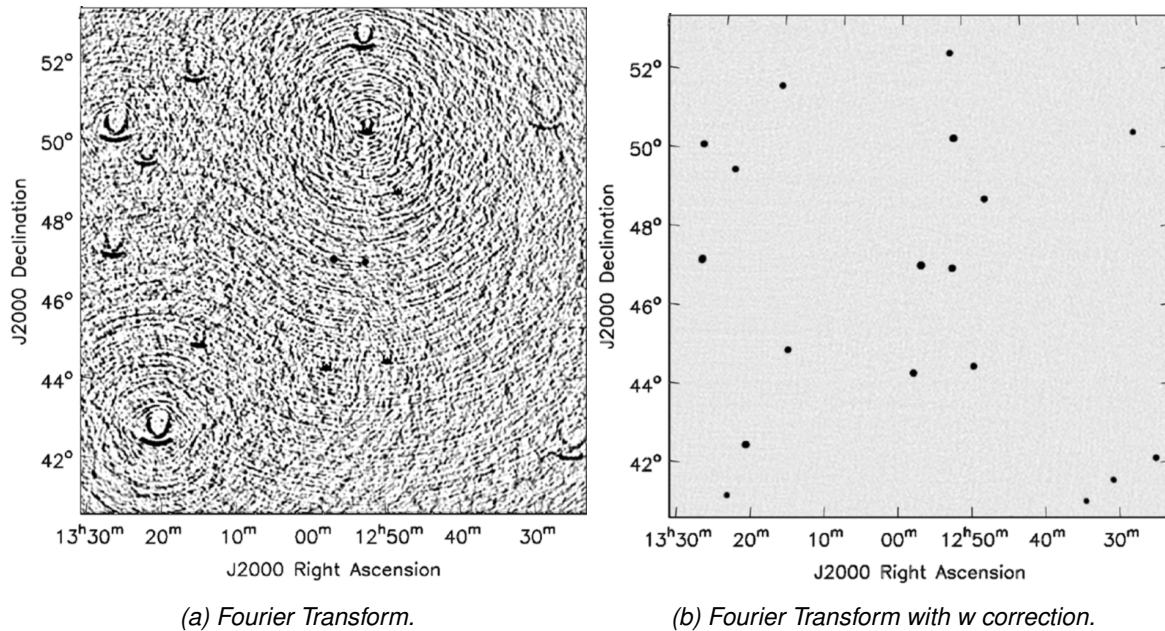 52°
50°
48°
46°
44°
42°
J2000 Declination
13ʰ30ᵐ 20ᵐ 10ᵐ 00ᵐ 12ʰ50ᵐ 40ᵐ 30ᵐ
J2000 Right Ascension
(a) Fourier Transform.
52°
50°
48°
46°
44°
42°
J2000 Declination
13ʰ30ᵐ 20ᵐ 10ᵐ 00ᵐ 12ʰ50ᵐ 40ᵐ 30ᵐ
J2000 Right Ascension
(b) Fourier Transform with w correction.